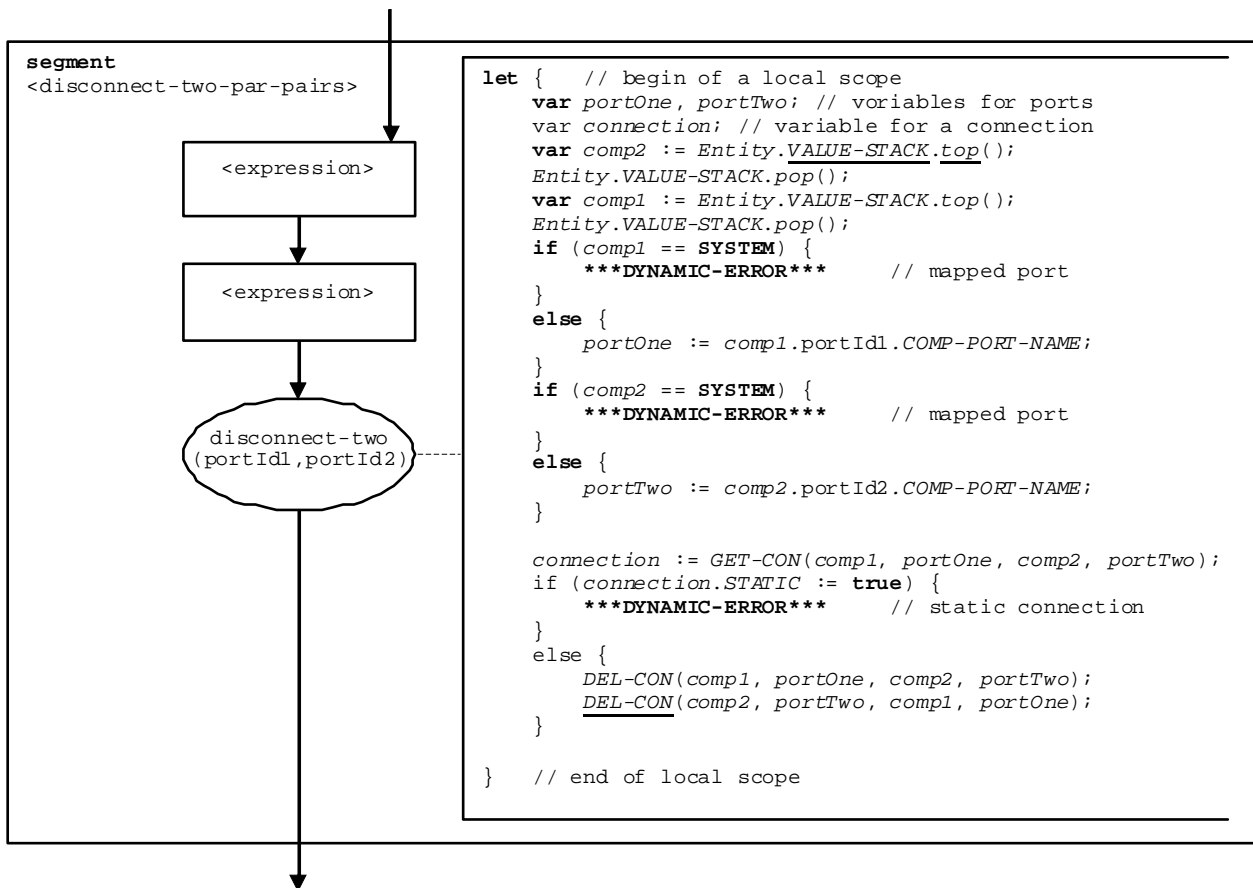 segment
<disconnect-two-par-pairs>
<expression>
<expression>
disconnect-two
(portId1,portId2)
let {   // begin of a local scope
    var portOne, portTwo; // voriables for ports
    var connection; // variable for a connection
    var comp2 := Entity.VALUE-STACK.top();
    Entity.VALUE-STACK.pop();
    var comp1 := Entity.VALUE-STACK.top();
    Entity.VALUE-STACK.pop();
    if (comp1 == SYSTEM) {
        ***DYNAMIC-ERROR***     // mapped port
    }
    else {
        portOne := comp1.portId1.COMP-PORT-NAME;
    }
    if (comp2 == SYSTEM) {
        ***DYNAMIC-ERROR***     // mapped port
    }
    else {
        portTwo := comp2.portId2.COMP-PORT-NAME;
    }
    connection := GET-CON(comp1, portOne, comp2, portTwo);
    if (connection.STATIC := true) {
        ***DYNAMIC-ERROR***     // static connection
    }
    else {
        DEL-CON(comp1, portOne, comp2, portTwo);
        DEL-CON(comp2, portTwo, comp1, portOne);
    }
}   // end of local scope